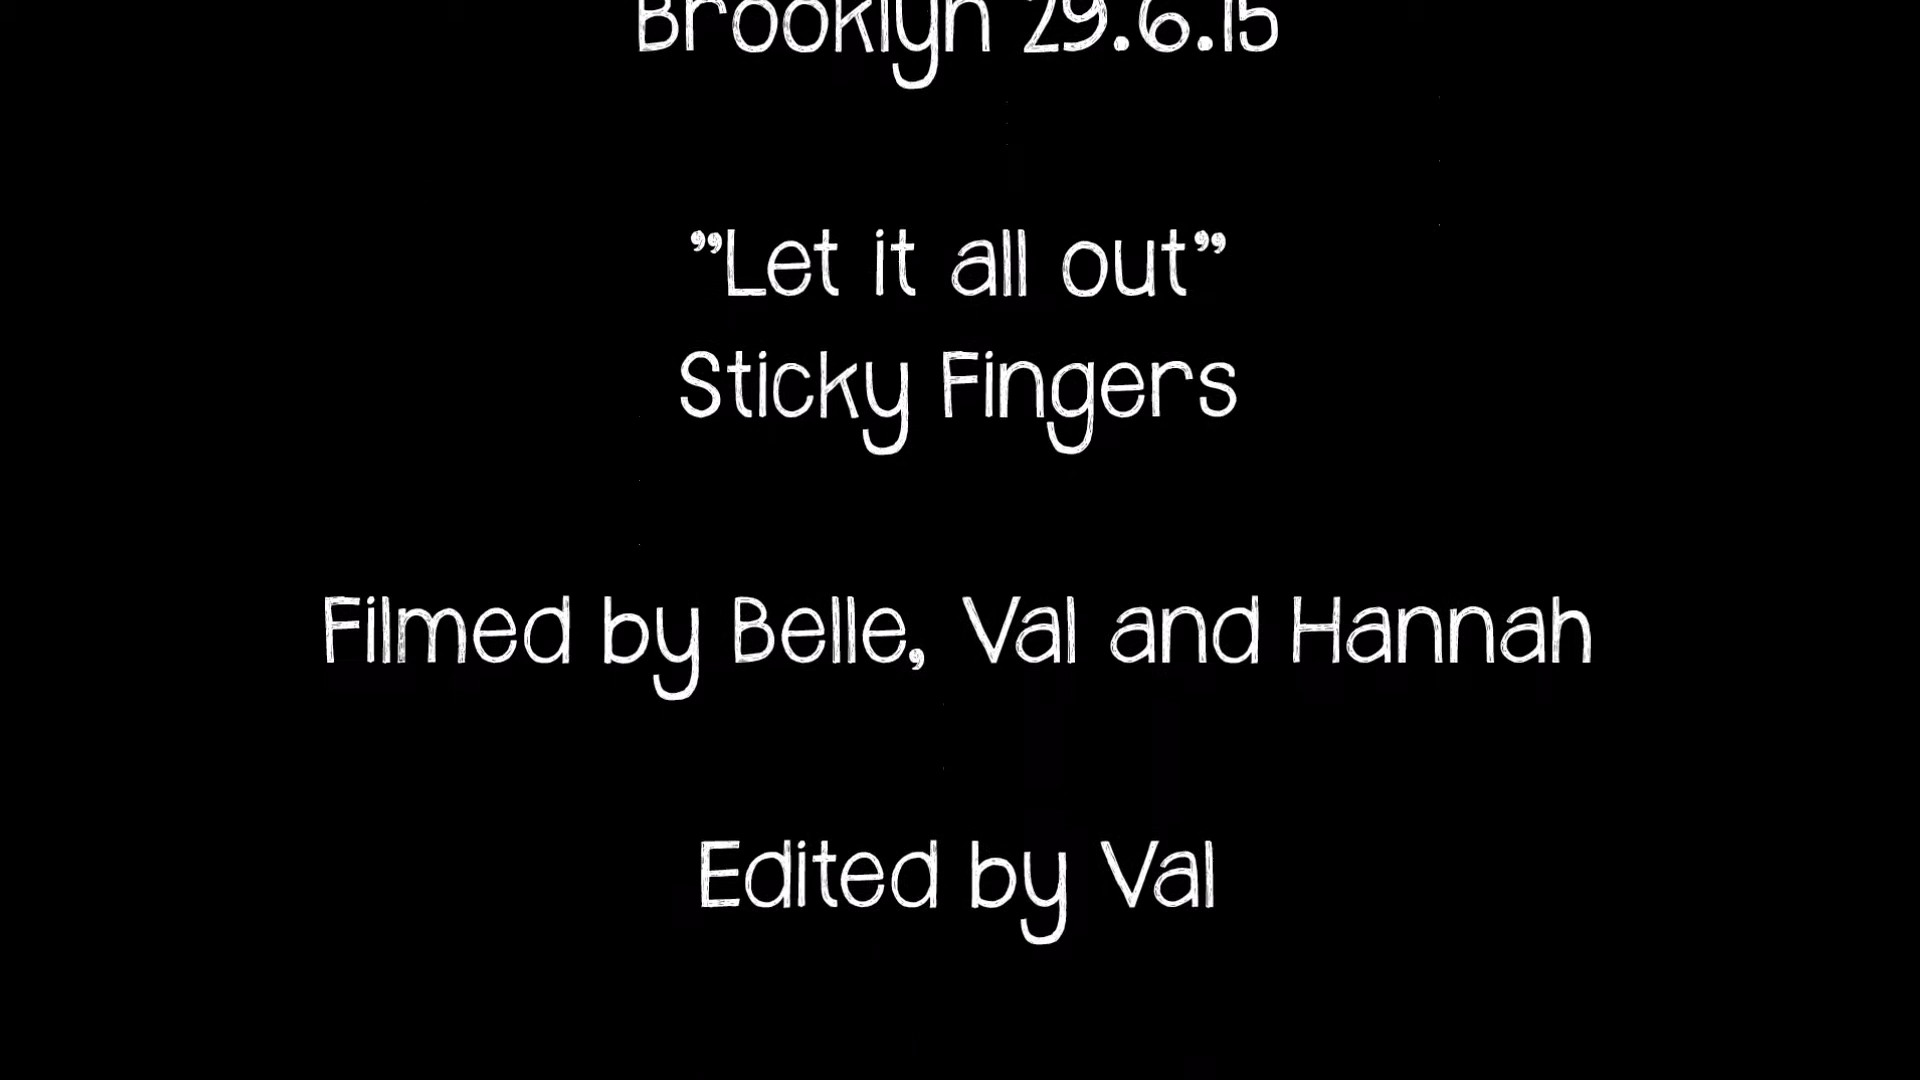 Brooklyn 29.6.15
”Let it all out”
Sticky Fingers
Filmed by Belle, Val and Hannah
Edited by Val